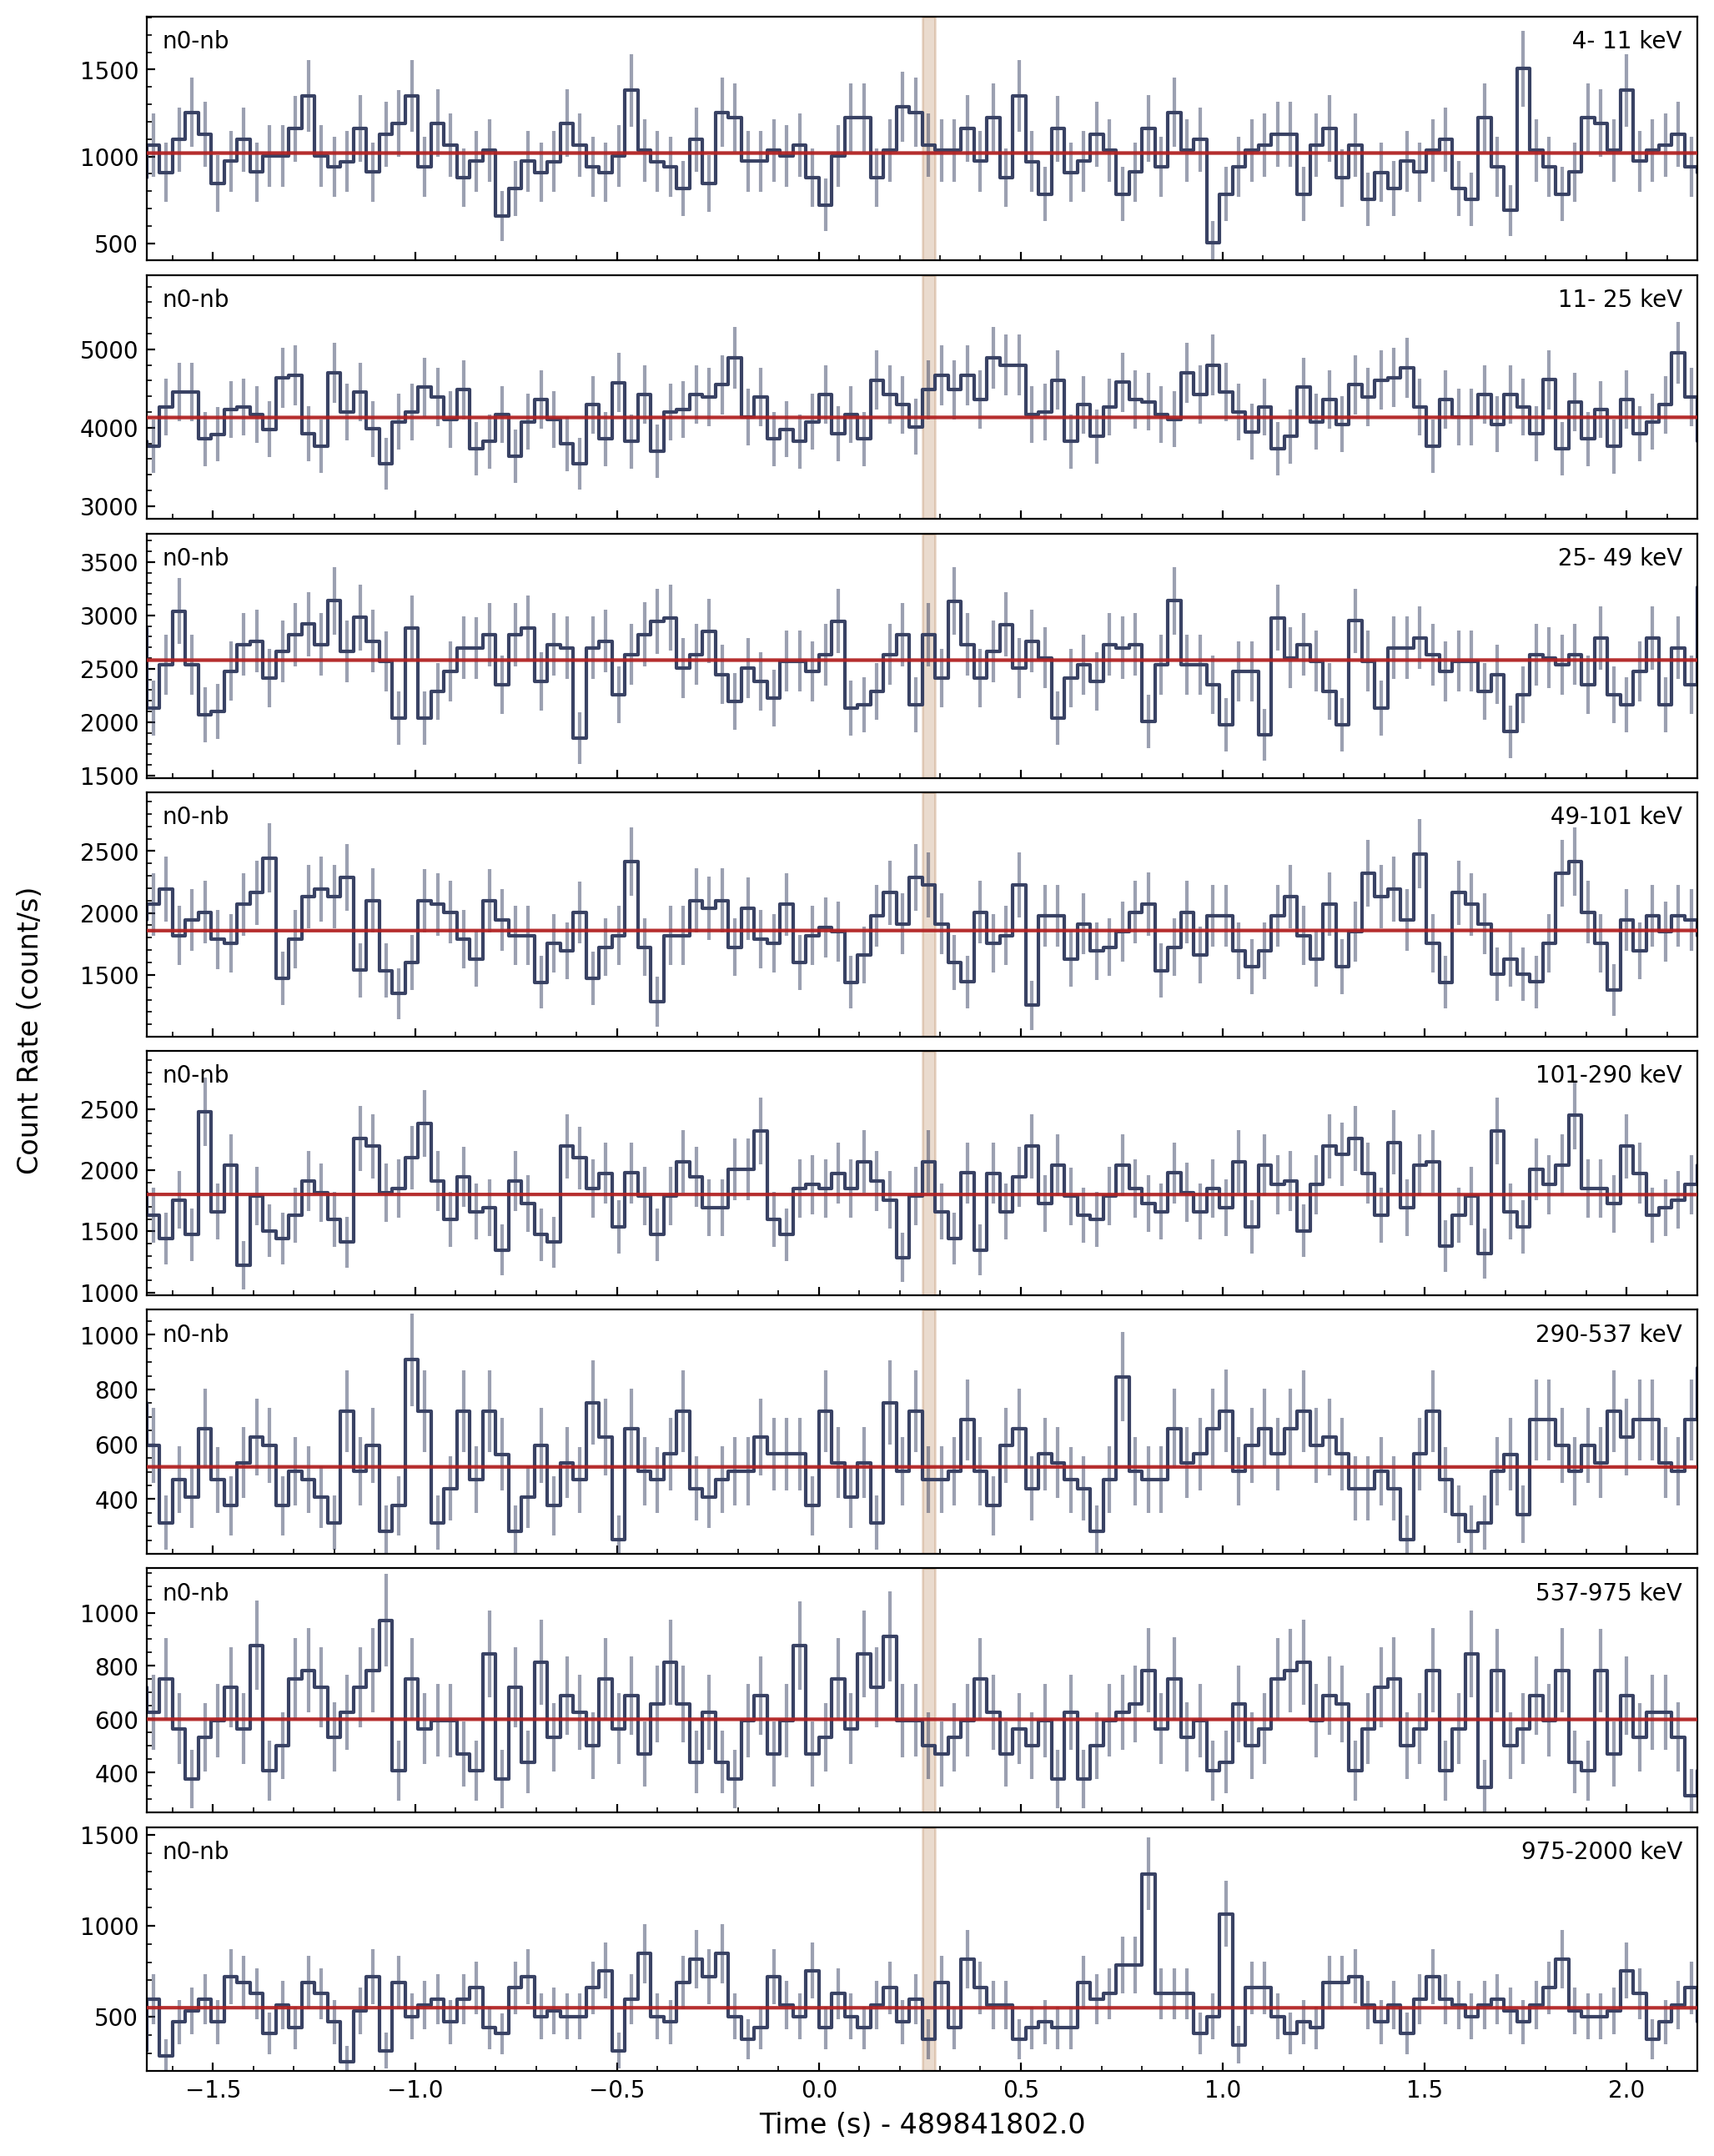 n0-nb 4- 11 keV
1500
1000
500
n0-nb 11- 25 keV
5000
4000
3000
n0-nb 25- 49 keV
3500
3000
2500
2000
1500
n0-nb 49-101 keV
2500
2000
1500
n0-nb 101-290 keV
2500
2000
1500
1000
n0-nb 290-537 keV
1000
800
600
400
n0-nb 537-975 keV
1000
800
600
400
n0-nb 975-2000 keV
1500
1000
500
−1.5 −1.0 −0.5 0.0 0.5 1.0 1.5 2.0
Time (s) - 489841802.0
Count Rate (count/s)